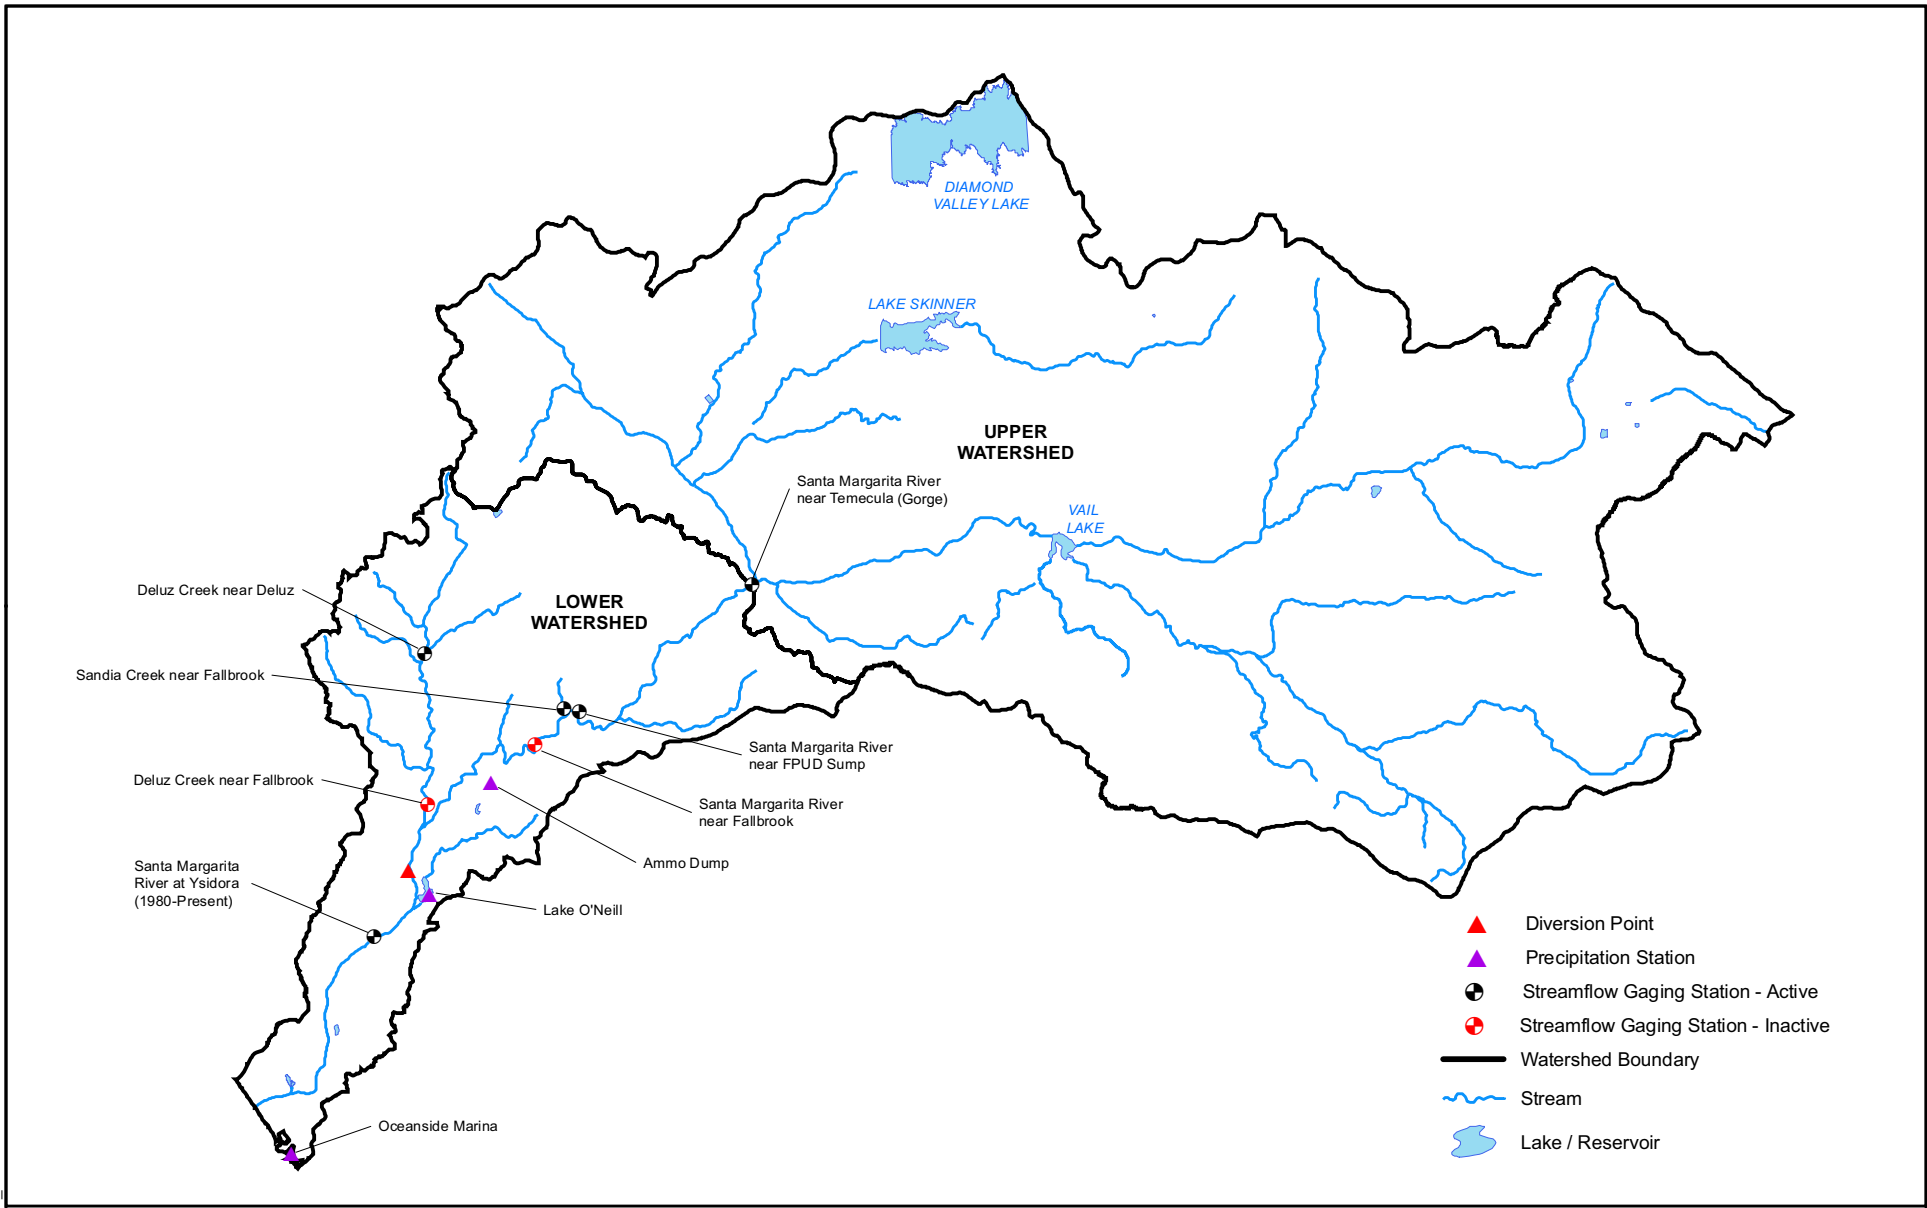 DIAMOND
VALLEY LAKE
LAKE SKINNER
UPPER
WATERSHED
Santa Margarita River
near Temecula (Gorge)
VAIL
LAKE
Deluz Creek near Deluz
LOWER
WATERSHED
Sandia Creek near Fallbrook
Santa Margarita River
near FPUD Sump
Deluz Creek near Fallbrook
Santa Margarita River
near Fallbrook
Ammo Dump
Santa Margarita
River at Ysidora
(1980-Present)
Lake O'Neill
Oceanside Marina
Diversion Point
Precipitation Station
Streamflow Gaging Station - Active
Streamflow Gaging Station - Inactive
Watershed Boundary
Stream
Lake / Reservoir